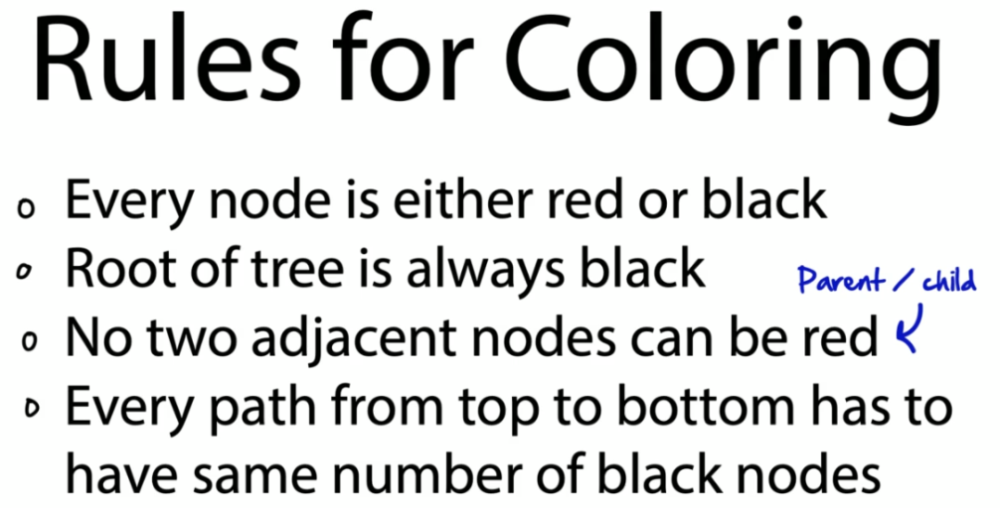 Rules for Coloring
Every node is either red or black
Root of tree is always black
Parent / child
No two adjacent nodes can be red
Every path from top to bottom has to
have same number of black nodes